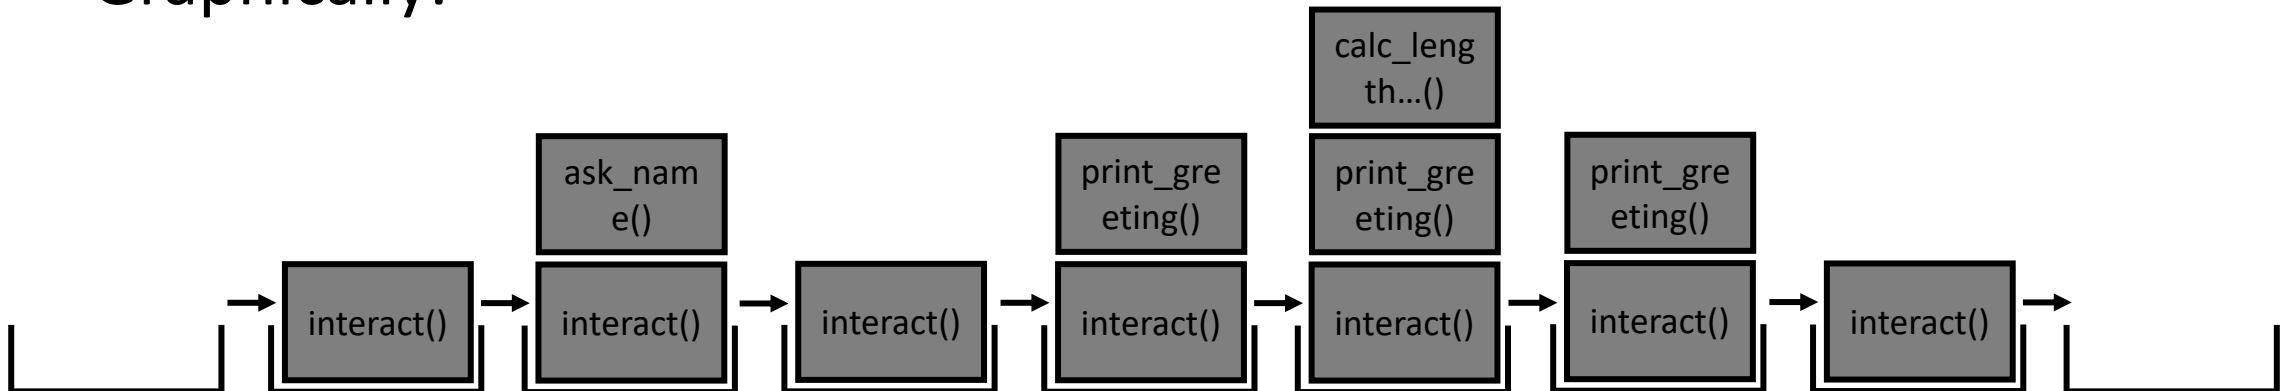 Graphically:
calc_leng
th...()
ask_nam
e()
print_gre
eting()
print_gre
eting()
print_gre
eting()
interact()
interact()
interact()
interact()
interact()
interact()
interact()